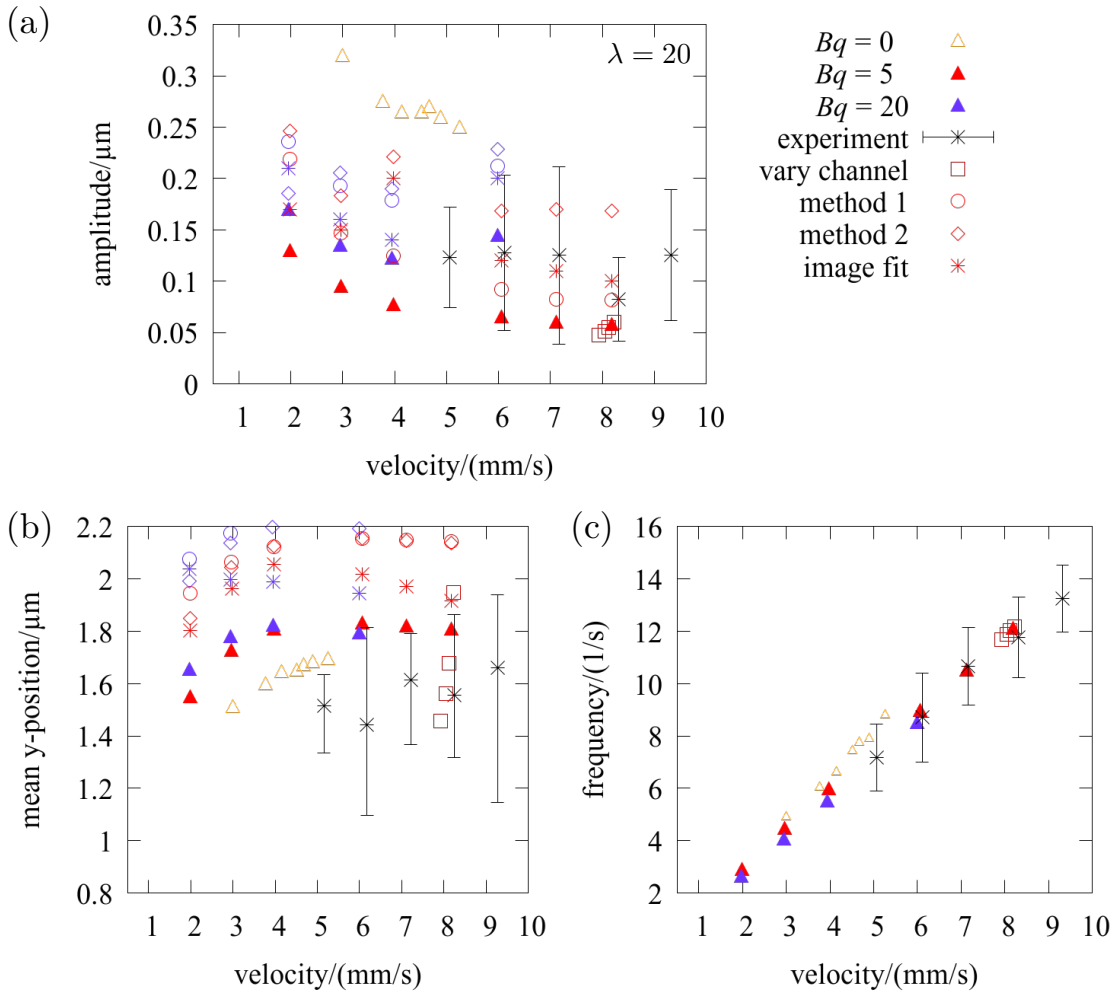 (a)
0.35
0.3
0.25
0.2
0.15
0.1
0.05
0
amplitude/μm
λ = 20
1 2 3 4 5 6 7 8 9 10
velocity/(mm/s)
Bq = 0
Bq = 5
Bq = 20
experiment
vary channel
method 1
method 2
image fit
(b)
2.2
2
1.8
1.6
1.4
1.2
1
0.8
mean y-position/μm
1 2 3 4 5 6 7 8 9 10
velocity/(mm/s)
(c)
16
14
12
10
8
6
4
2
frequency/(1/s)
1 2 3 4 5 6 7 8 9 10
velocity/(mm/s)